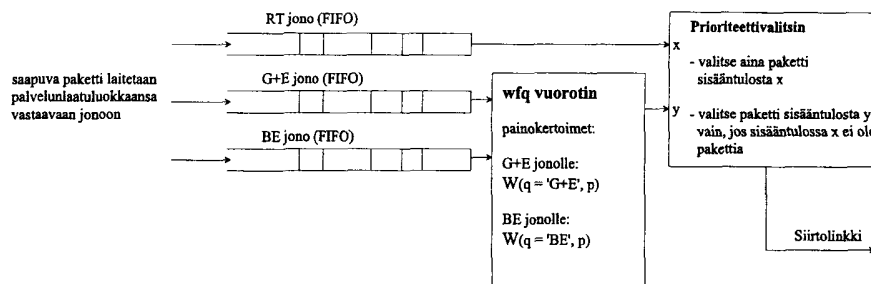 RT jono (FIFO)
saapuva paketti laitetaan
palvelunlaatuluokkaansa
vastaavaan jonoon
G+E jono (FIFO)
BE jono (FIFO)
wfq vuorotin
painokertoimet:
G+E jonolle:
W(q = 'G+E', p)
BE jonolle:
W(q = 'BE', p)
Prioriteettivalitsin
x
- valitse aina paketti
sisääntulosta x
y
- valitse paketti sisääntulosta y
vain, jos sisääntulossa x ei ole
pakettia
Siirtolinkki